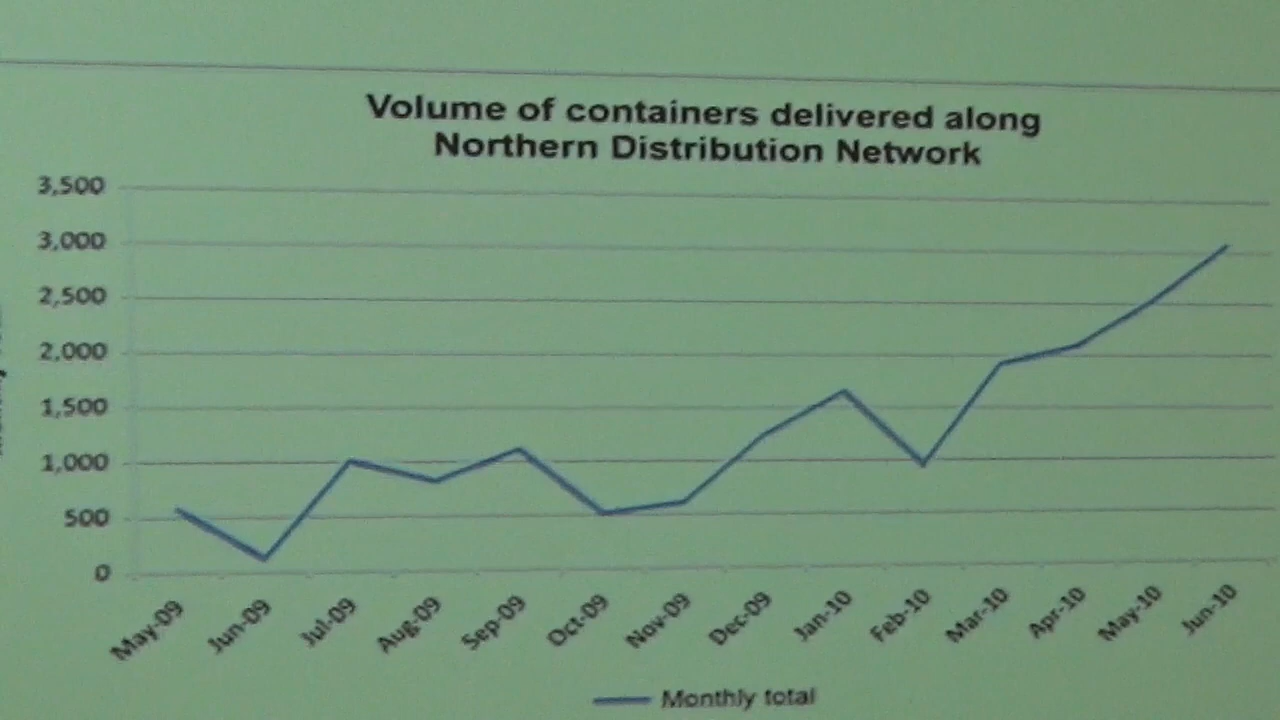 Volume of containers delivered along
Northern Distribution Network
3,500
3,000
2,500
2,000
1,500
1,000
500
0
May-09
Jun-09
Jul-09
Aug-09
Sep-09
Oct-09
Nov-09
Dec-09
Jan-10
Feb-10
Mar-10
Apr-10
May-10
Jun-10
Monthly total